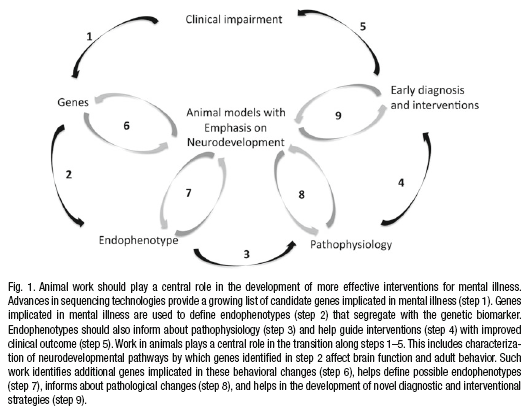 Clinical impairment
1
5
Genes
Early diagnosis
and interventions
Animal models with
Emphasis on
Neurodevelopment
6
9
2
7
8
4
Endophenotype
3
Pathophysiology
Fig. 1. Animal work should play a central role in the development of more effective interventions for mental illness.
Advances in sequencing technologies provide a growing list of candidate genes implicated in mental illness (step 1). Genes
implicated in mental illness are used to define endophenotypes (step 2) that segregate with the genetic biomarker.
Endophenotypes should also inform about pathophysiology (step 3) and help guide interventions (step 4) with improved
clinical outcome (step 5). Work in animals plays a central role in the transition along steps 1–5. This includes characteriza-
tion of neurodevelopmental pathways by which genes identified in step 2 affect brain function and adult behavior. Such
work identifies additional genes implicated in these behavioral changes (step 6), helps define possible endophenotypes
(step 7), informs about pathological changes (step 8), and helps in the development of novel diagnostic and interventional
strategies (step 9).